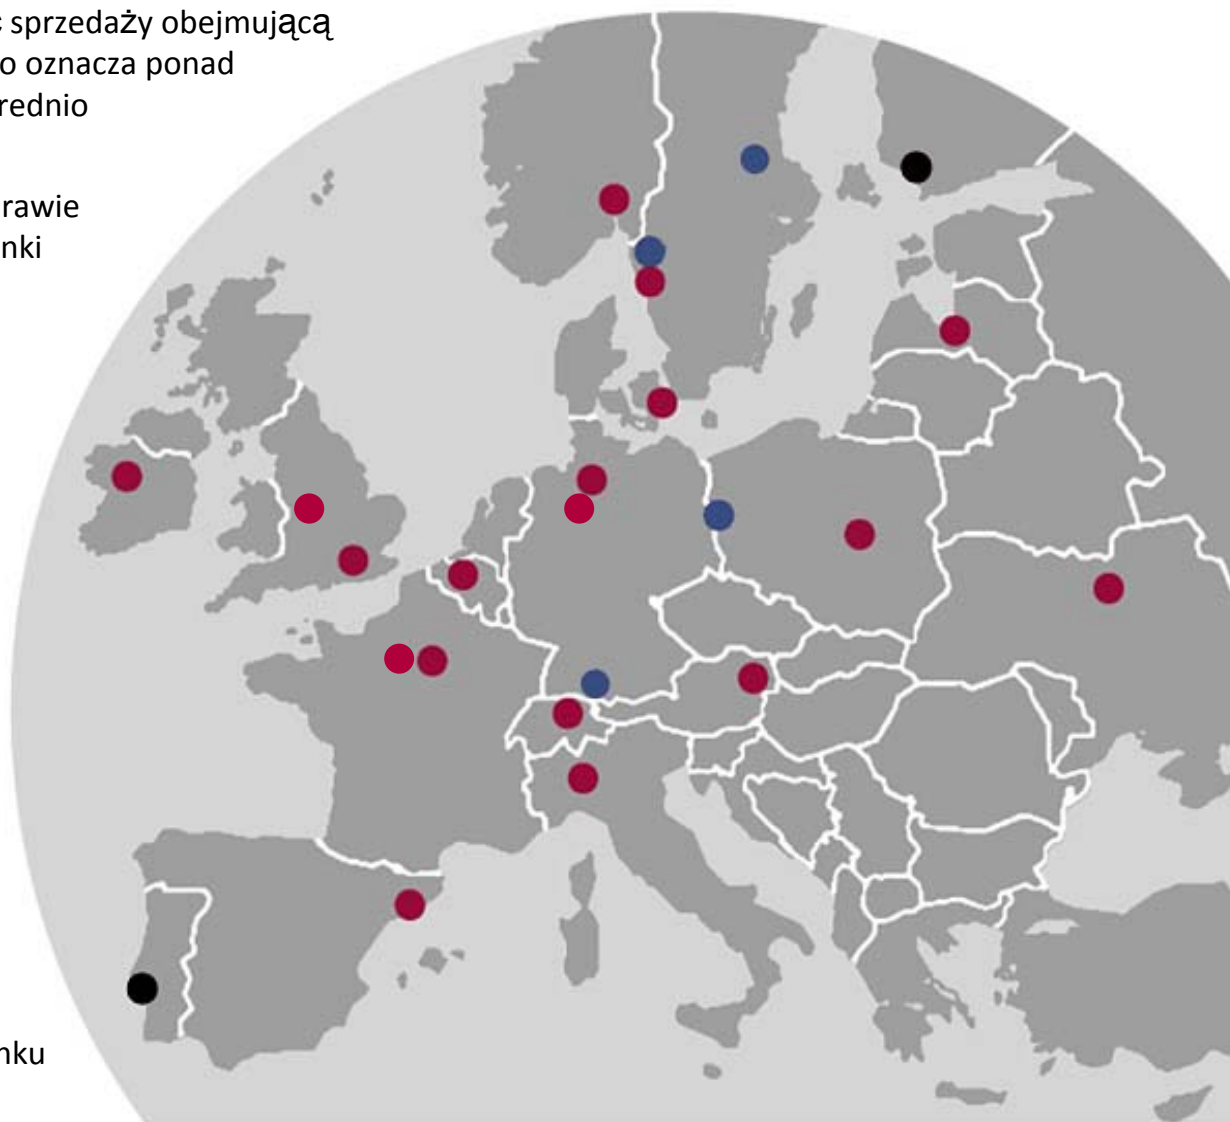 sprzedaży obejmującą
o oznacza ponad
rednio
rawie
nki
nku